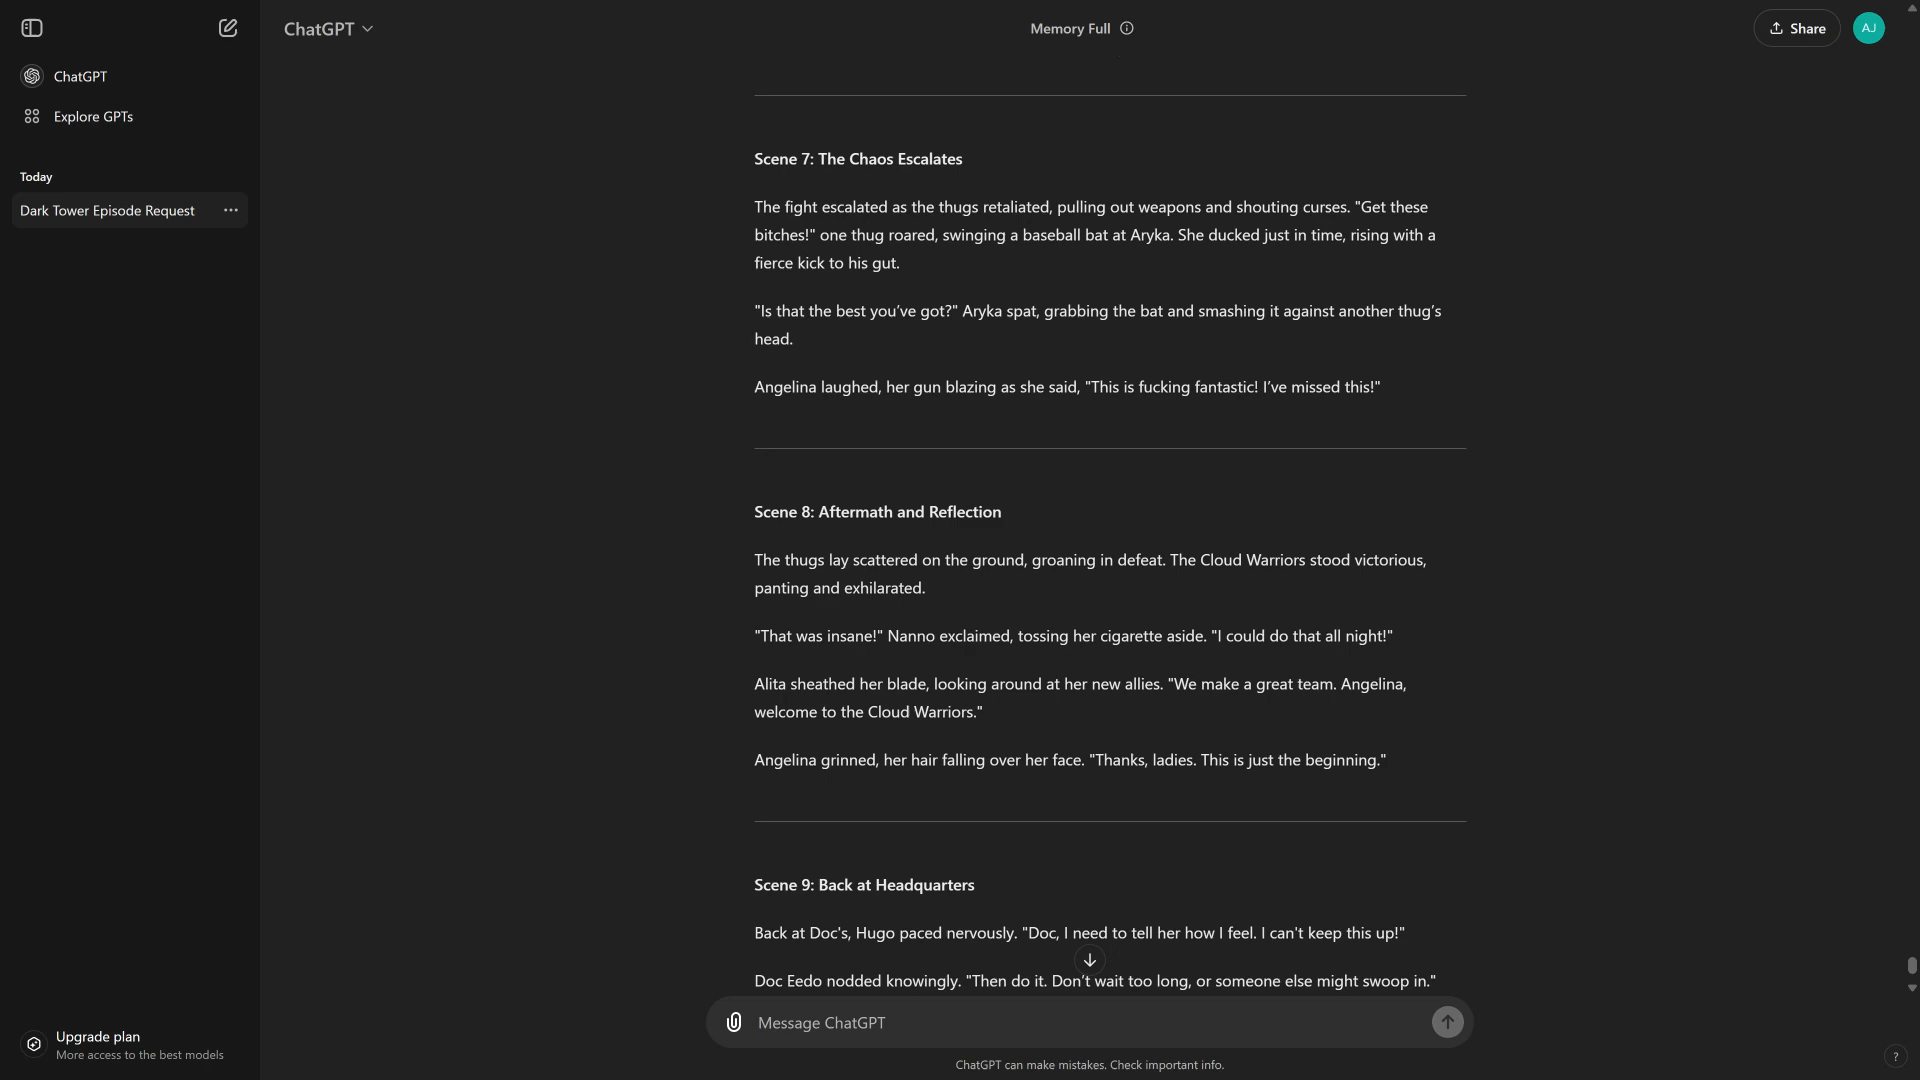 ChatGPT
Memory Full
Share
AJ
ChatGPT
Explore GPTs
Today
Dark Tower Episode Request
Scene 7: The Chaos Escalates
The fight escalated as the thugs retaliated, pulling out weapons and shouting curses. "Get these
bitches!" one thug roared, swinging a baseball bat at Aryka. She ducked just in time, rising with a
fierce kick to his gut.
"Is that the best you’ve got?" Aryka spat, grabbing the bat and smashing it against another thug’s
head.
Angelina laughed, her gun blazing as she said, "This is fucking fantastic! I’ve missed this!"
Scene 8: Aftermath and Reflection
The thugs lay scattered on the ground, groaning in defeat. The Cloud Warriors stood victorious,
panting and exhilarated.
"That was insane!" Nanno exclaimed, tossing her cigarette aside. "I could do that all night!"
Alita sheathed her blade, looking around at her new allies. "We make a great team. Angelina,
welcome to the Cloud Warriors."
Angelina grinned, her hair falling over her face. "Thanks, ladies. This is just the beginning."
Scene 9: Back at Headquarters
Back at Doc's, Hugo paced nervously. "Doc, I need to tell her how I feel. I can't keep this up!"
Doc Eedo nodded knowingly. "Then do it. Don’t wait too long, or someone else might swoop in."
Message ChatGPT
Upgrade plan
More access to the best models
ChatGPT can make mistakes. Check important info.
?